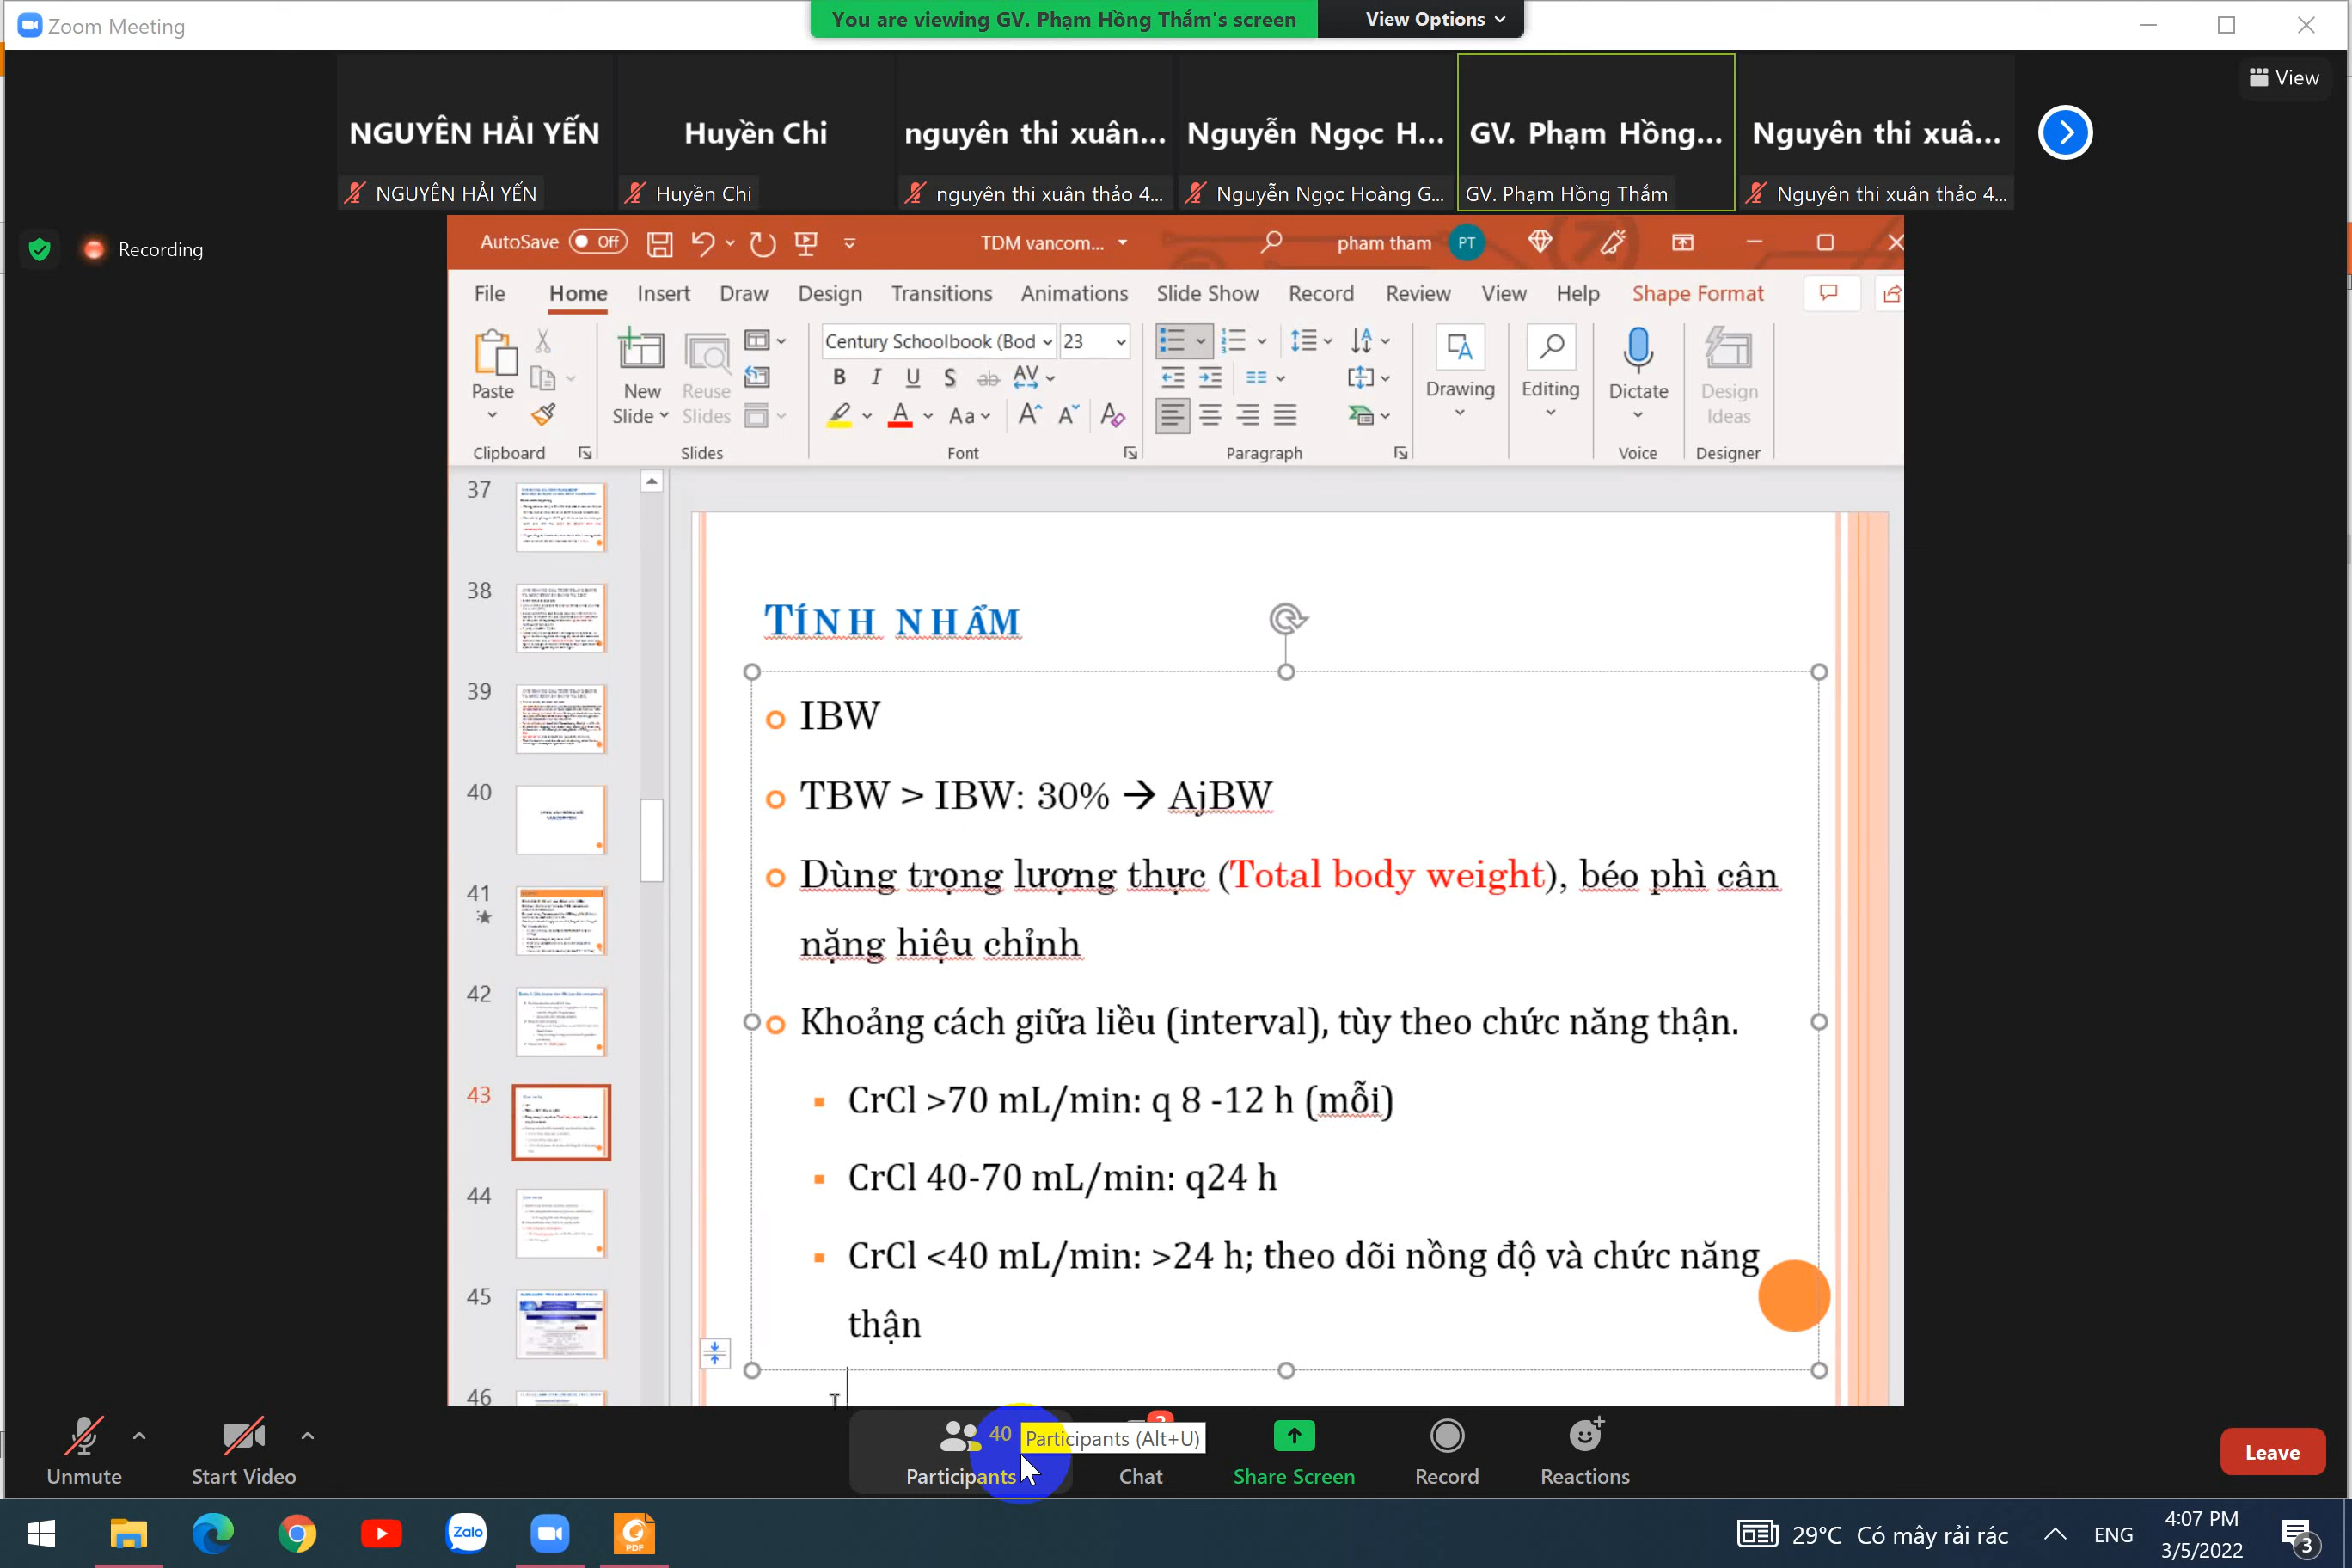 Zoom Meeting
You are viewing GV. Phạm Hồng Thắm's screen
View Options
View
NGUYÊN HẢI YẾN
Huyền Chi
nguyên thi xuân...
Nguyễn Ngọc H...
GV. Phạm Hồng...
Nguyên thi xuâ...
NGUYÊN HẢI YẾN
Huyền Chi
nguyên thi xuân thảo 4...
Nguyễn Ngọc Hoàng G...
GV. Phạm Hồng Thắm
Nguyên thi xuân thảo 4...
Recording
AutoSave Off
TDM vancom...
pham tham PT
File Home Insert Draw Design Transitions Animations Slide Show Record Review View Help Shape Format
Century Schoolbook (Bod 23
Paste
New Slide
Reuse Slides
Drawing
Editing
Dictate
Design Ideas
Clipboard Slides Font Paragraph Voice Designer
37
38
39
40
41
42
43
44
45
46
TÍNH NHẨM
IBW
TBW > IBW: 30% → AjBW
Dùng trọng lượng thực (Total body weight), béo phì cân
nặng hiệu chỉnh
Khoảng cách giữa liều (interval), tùy theo chức năng thận.
CrCl >70 mL/min: q 8 -12 h (mỗi)
CrCl 40-70 mL/min: q24 h
CrCl <40 mL/min: >24 h; theo dõi nồng độ và chức năng
thận
Unmute
Start Video
40
Participants
Participants (Alt+U)
Chat
Share Screen
Record
Reactions
Leave
Zalo
PDF
29°C Có mây rải rác
ENG
4:07 PM
3/5/2022
3